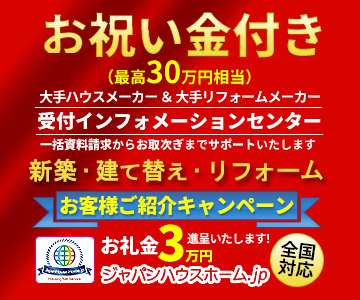 お祝い金付き
（最高30万円相当）
大手ハウスメーカー & 大手リフォームメーカー
受付インフォメーションセンター
一括資料請求からお取次ぎまでサポートいたします
新築・建て替え・リフォーム
お客様ご紹介キャンペーン
お礼金3万円
進呈いたします!
ジャパンハウスホーム.jp
全国
対応